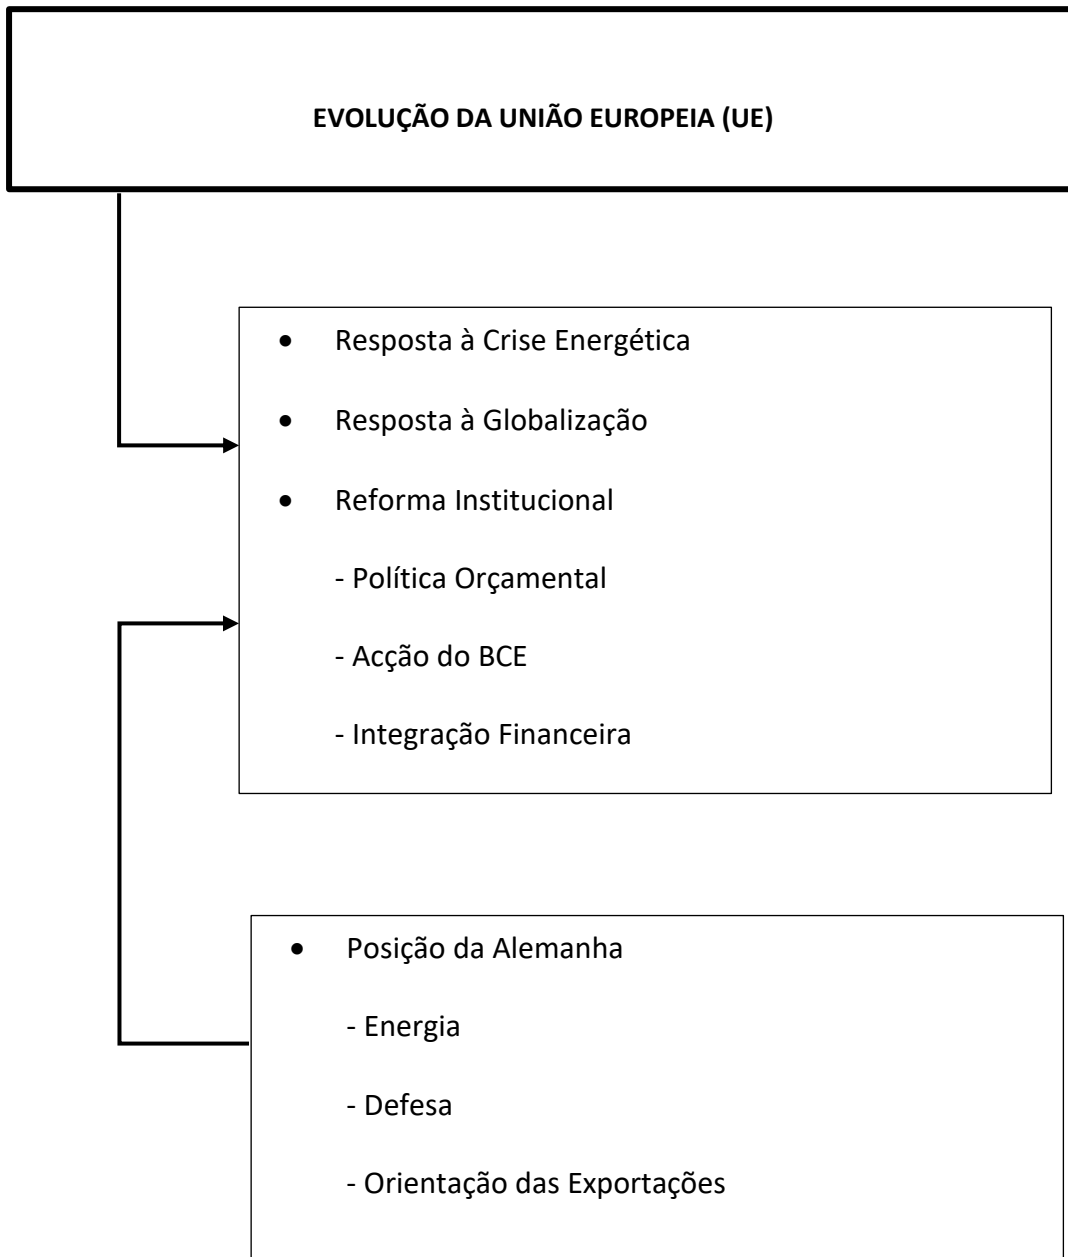 EVOLUÇÃO DA UNIÃO EUROPEIA (UE)
• Resposta à Crise Energética
• Resposta à Globalização
• Reforma Institucional
- Política Orçamental
- Acção do BCE
- Integração Financeira
• Posição da Alemanha
- Energia
- Defesa
- Orientação das Exportações